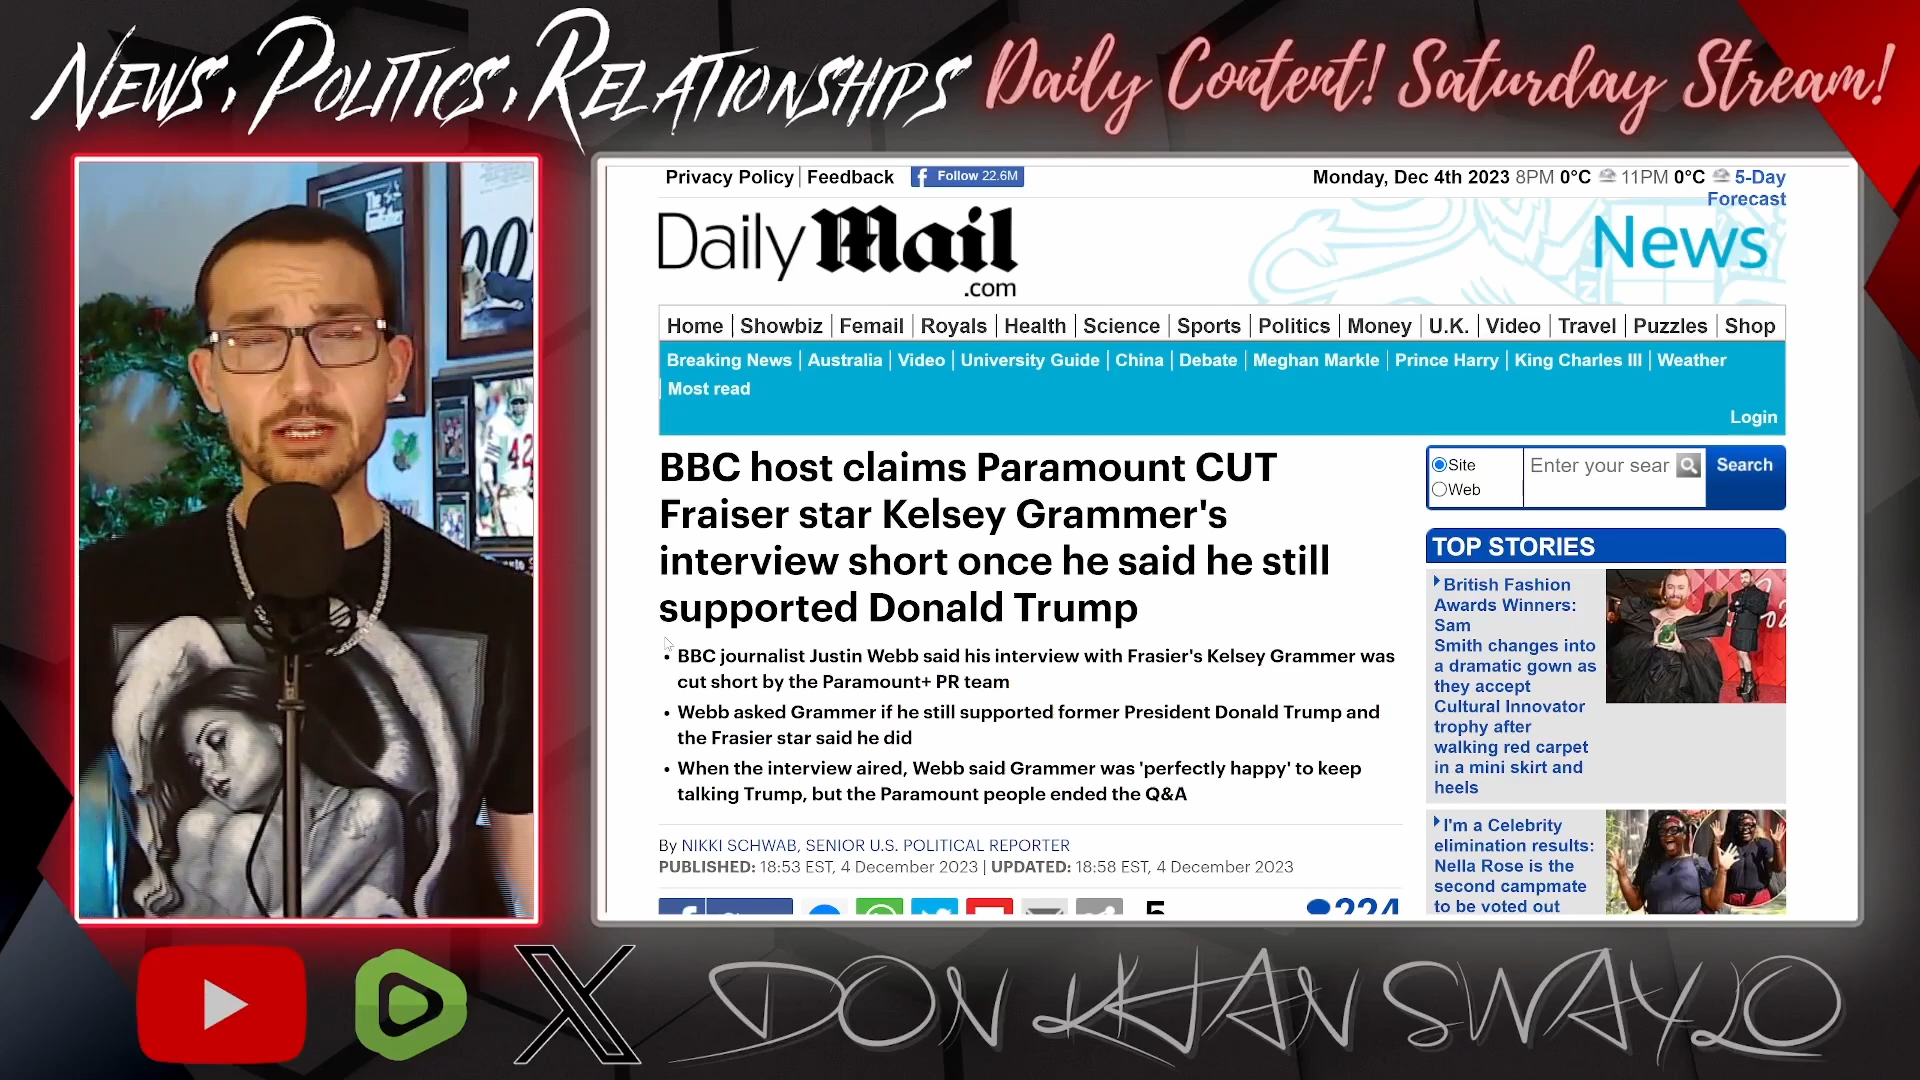 NEWS, POLITICS, RELATIONSHIPS
Daily Content! Saturday Stream!
007
42
Privacy Policy | Feedback
Follow 22.6M
Monday, Dec 4th 2023 8PM 0°C 11PM 0°C 5-Day
Forecast
Daily Mail
.com
News
Home | Showbiz | Femail | Royals | Health | Science | Sports | Politics | Money | U.K. | Video | Travel | Puzzles | Shop
Breaking News | Australia | Video | University Guide | China | Debate | Meghan Markle | Prince Harry | King Charles III | Weather
| Most read
Login
BBC host claims Paramount CUT
Fraiser star Kelsey Grammer's
interview short once he said he still
supported Donald Trump
• BBC journalist Justin Webb said his interview with Frasier's Kelsey Grammer was
cut short by the Paramount+ PR team
• Webb asked Grammer if he still supported former President Donald Trump and
the Frasier star said he did
• When the interview aired, Webb said Grammer was 'perfectly happy' to keep
talking Trump, but the Paramount people ended the Q&A
By NIKKI SCHWAB, SENIOR U.S. POLITICAL REPORTER
PUBLISHED: 18:53 EST, 4 December 2023 | UPDATED: 18:58 EST, 4 December 2023
5
224
Site
Web
Enter your sear
Search
TOP STORIES
British Fashion
Awards Winners:
Sam
Smith changes into
a dramatic gown as
they accept
Cultural Innovator
trophy after
walking red carpet
in a mini skirt and
heels
I'm a Celebrity
elimination results:
Nella Rose is the
second campmate
to be voted out
DON KHAN SWAYLO